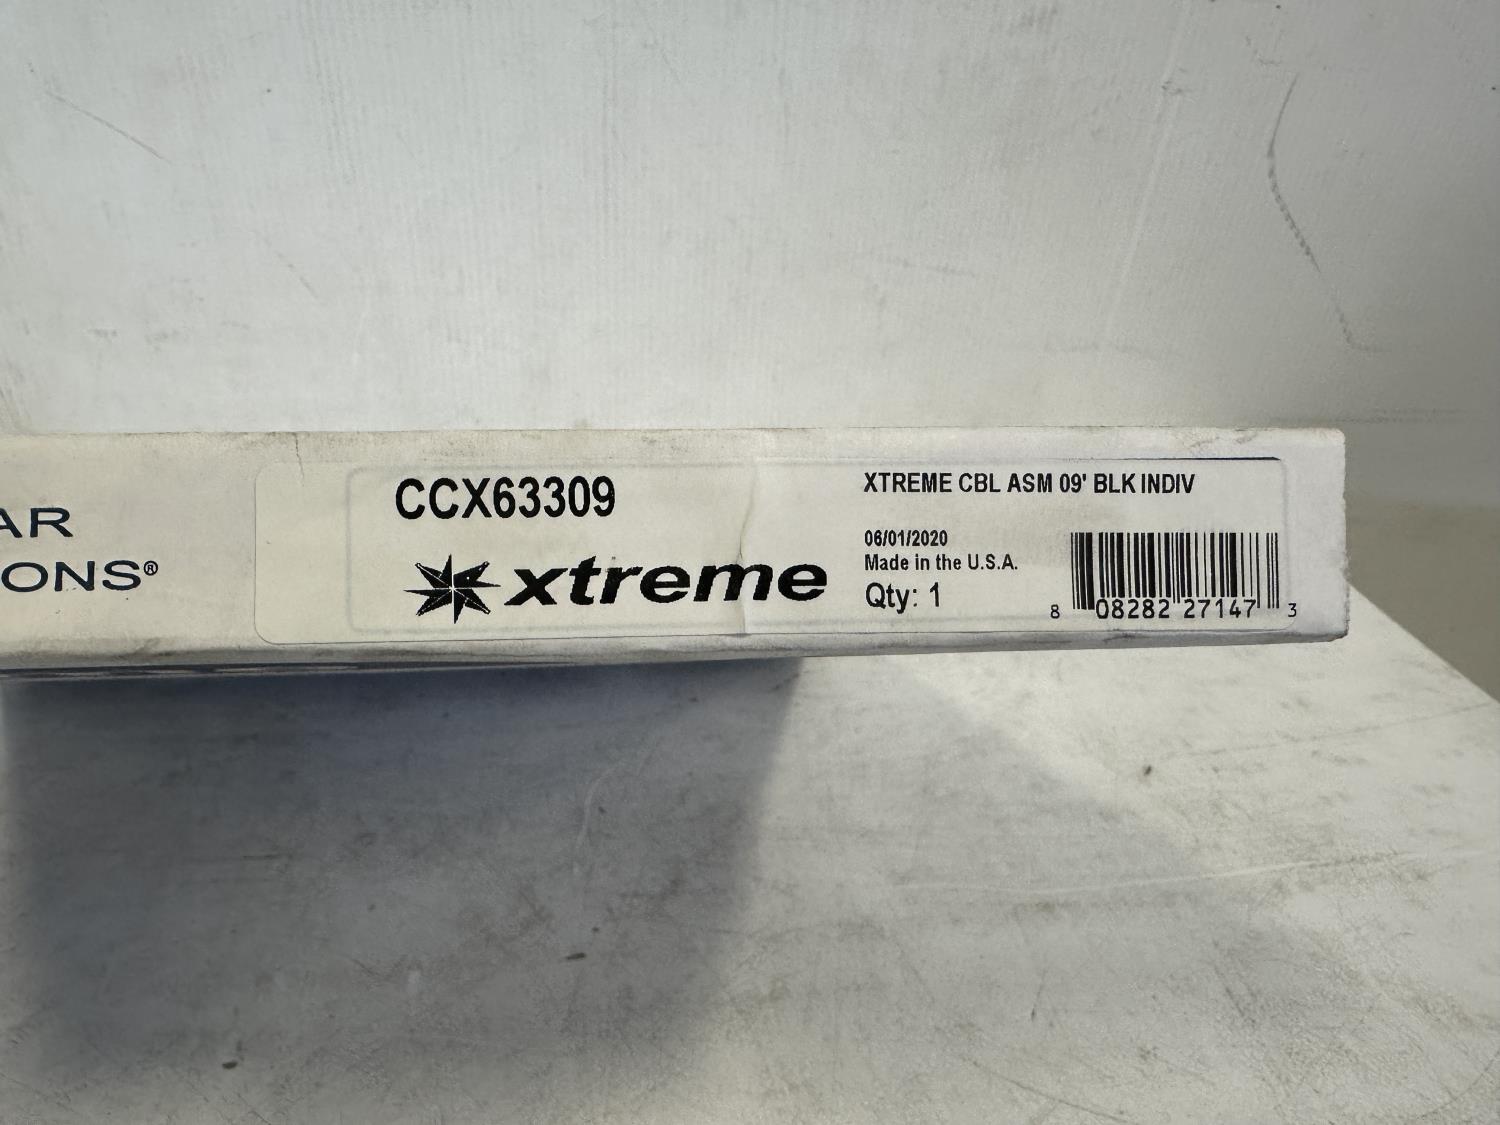 AR
ONS®
CCX63309
xtreme
XTREME CBL ASM 09' BLK INDIV
06/01/2020
Made in the U.S.A.
Qty: 1
8 08282 27147 3